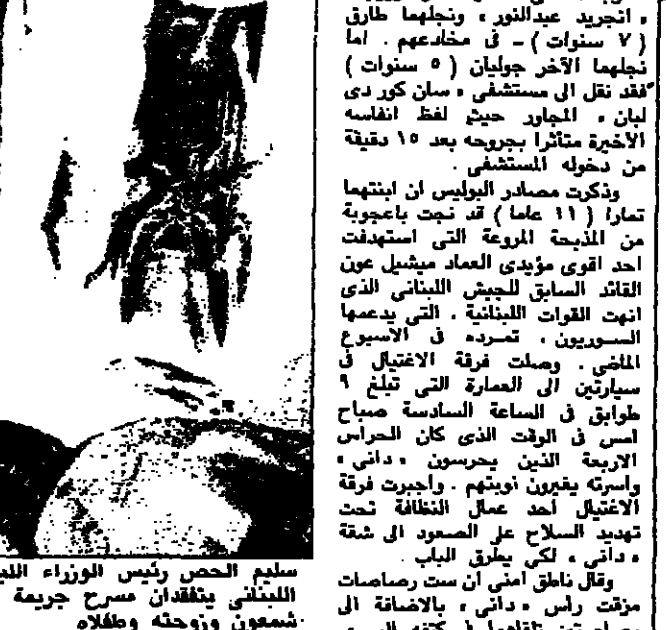 « انجريد عبدالنور » ونجلهما طارق
( ٧ سنوات ) ـ فى مخادعهم . اما
نجلهما الآخر جوليان ( ٥ سنوات )
فقد نقل الى مستشفى « سان كور دى
لبان » المجاور حيث لفظ انفاسه
الاخيرة متأثرا بجروحه بعد ١٥ دقيقة
من دخوله المستشفى .
وذكرت مصادر البوليس ان ابنتهما
تمارا ( ١١ عاما ) قد نجت باعجوبة
من المذبحة المروعة التى استهدفت
احد اقوى مؤيدى العماد ميشيل عون
القائد السابق للجيش اللبنانى الذى
انهت القوات اللبنانية ، التى يدعمها
السوريون ، تمرده فى الاسبوع
الماضى . وصلت فرقة الاغتيال فى
سيارتين الى العمارة التى تبلغ ٩
طوابق فى الساعة السادسة صباح
امس فى الوقت الذى كان الحراس
الاربعة الذين يحرسون « دانى »
واسرته يغيرون نوبتهم . واجبرت فرقة
الاغتيال أحد عمال النظافة تحت
تهديد السلاح على الصعود الى شقة
« دانى » لكي يطرق الباب .
وقال ناطق امنى ان ست رصاصات
مزقت رأس « دانى » بالاضافة الى
سليم الحص رئيس الوزراء
اللبنانى يتفقدان مسرح جريمة
شمعون وزوجته وطفلاه